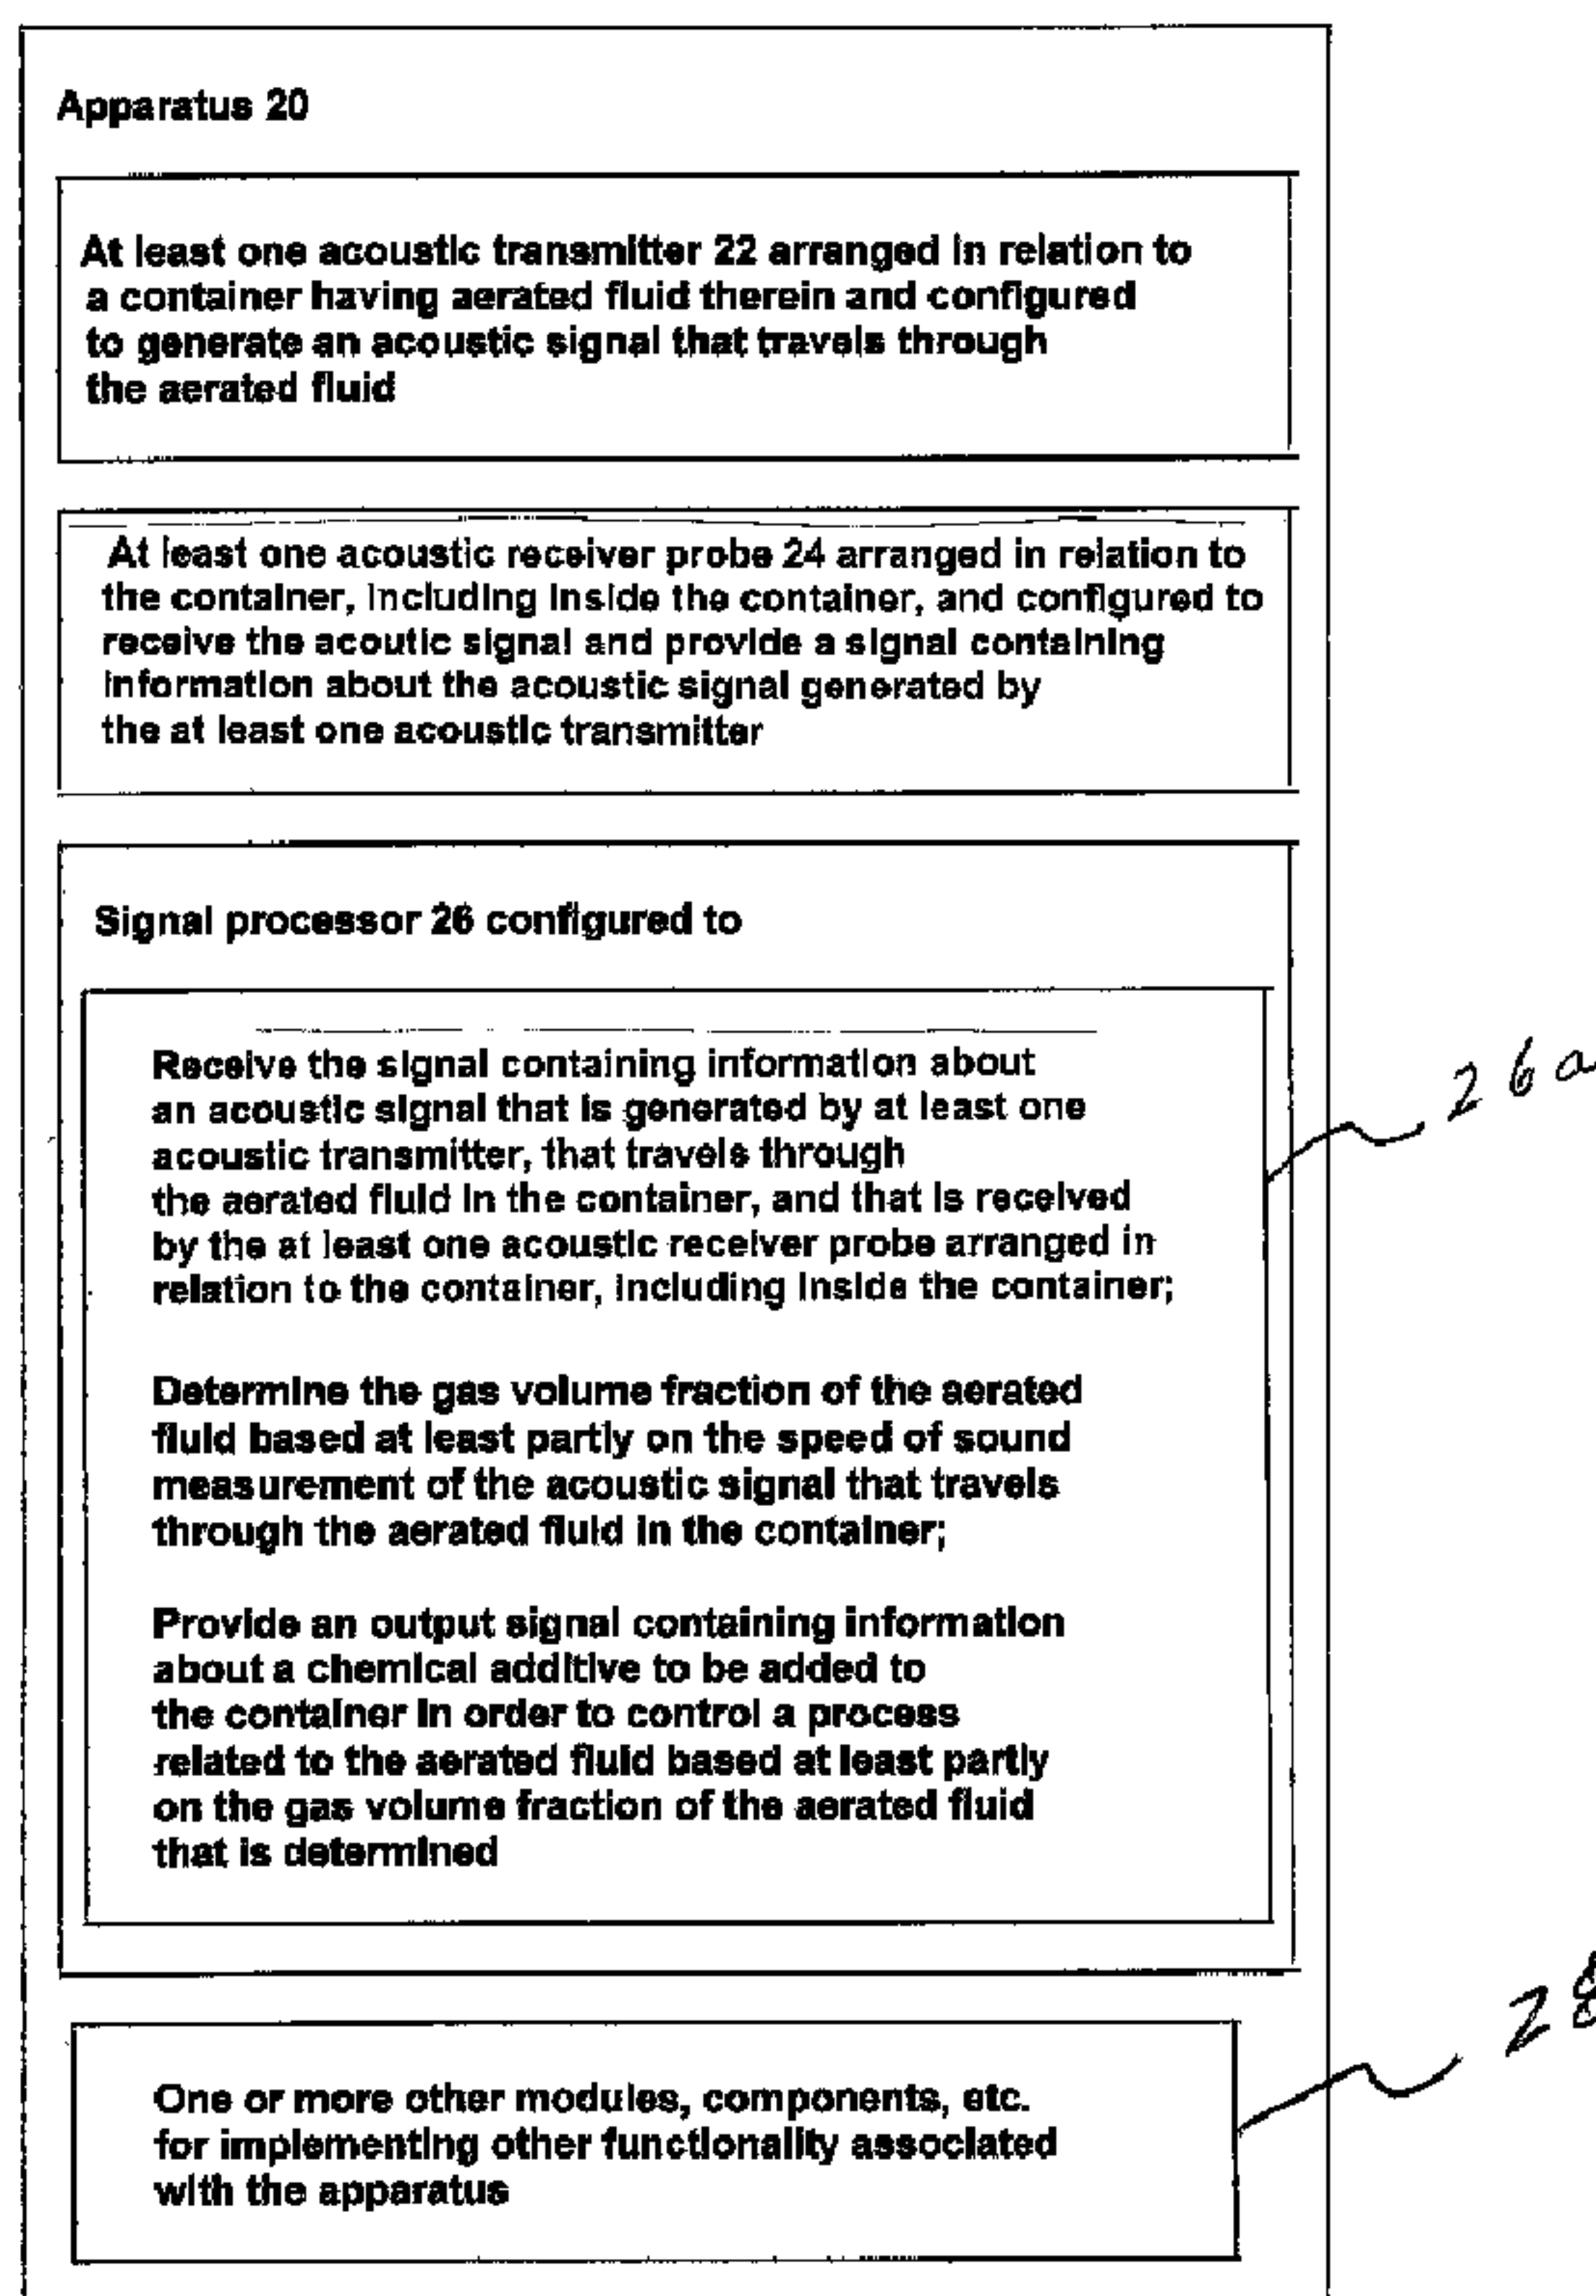 Apparatus 20
At least one acoustic transmitter 22 arranged in relation to
a container having aerated fluid therein and configured
to generate an acoustic signal that travels through
the aerated fluid
At least one acoustic receiver probe 24 arranged in relation to
the container, including inside the container, and configured to
receive the acoutic signal and provide a signal containing
information about the acoustic signal generated by
the at least one acoustic transmitter
Signal processor 26 configured to
Receive the signal containing information about
an acoustic signal that is generated by at least one
acoustic transmitter, that travels through
the aerated fluid in the container, and that is received
by the at least one acoustic receiver probe arranged in
relation to the container, including inside the container;
26a
Determine the gas volume fraction of the aerated
fluid based at least partly on the speed of sound
measurement of the acoustic signal that travels
through the aerated fluid in the container;
Provide an output signal containing information
about a chemical additive to be added to
the container in order to control a process
related to the aerated fluid based at least partly
on the gas volume fraction of the aerated fluid
that is determined
28
One or more other modules, components, etc.
for implementing other functionality associated
with the apparatus